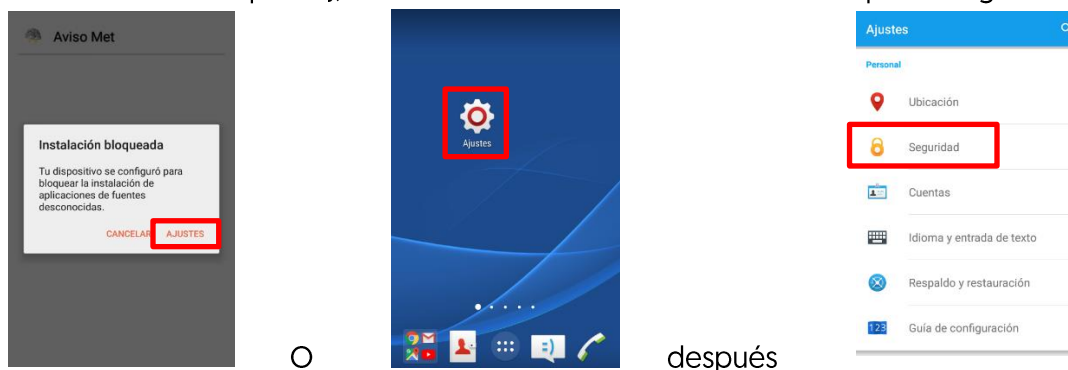 Aviso Met
Instalación bloqueada
Tu dispositivo se configuró para
bloquear la instalación de
aplicaciones de fuentes
desconocidas.
CANCELAR AJUSTES
O
Ajustes
después
Ajustes
Personal
Ubicación
Seguridad
Cuentas
Idioma y entrada de texto
Respaldo y restauración
123 Guía de configuración